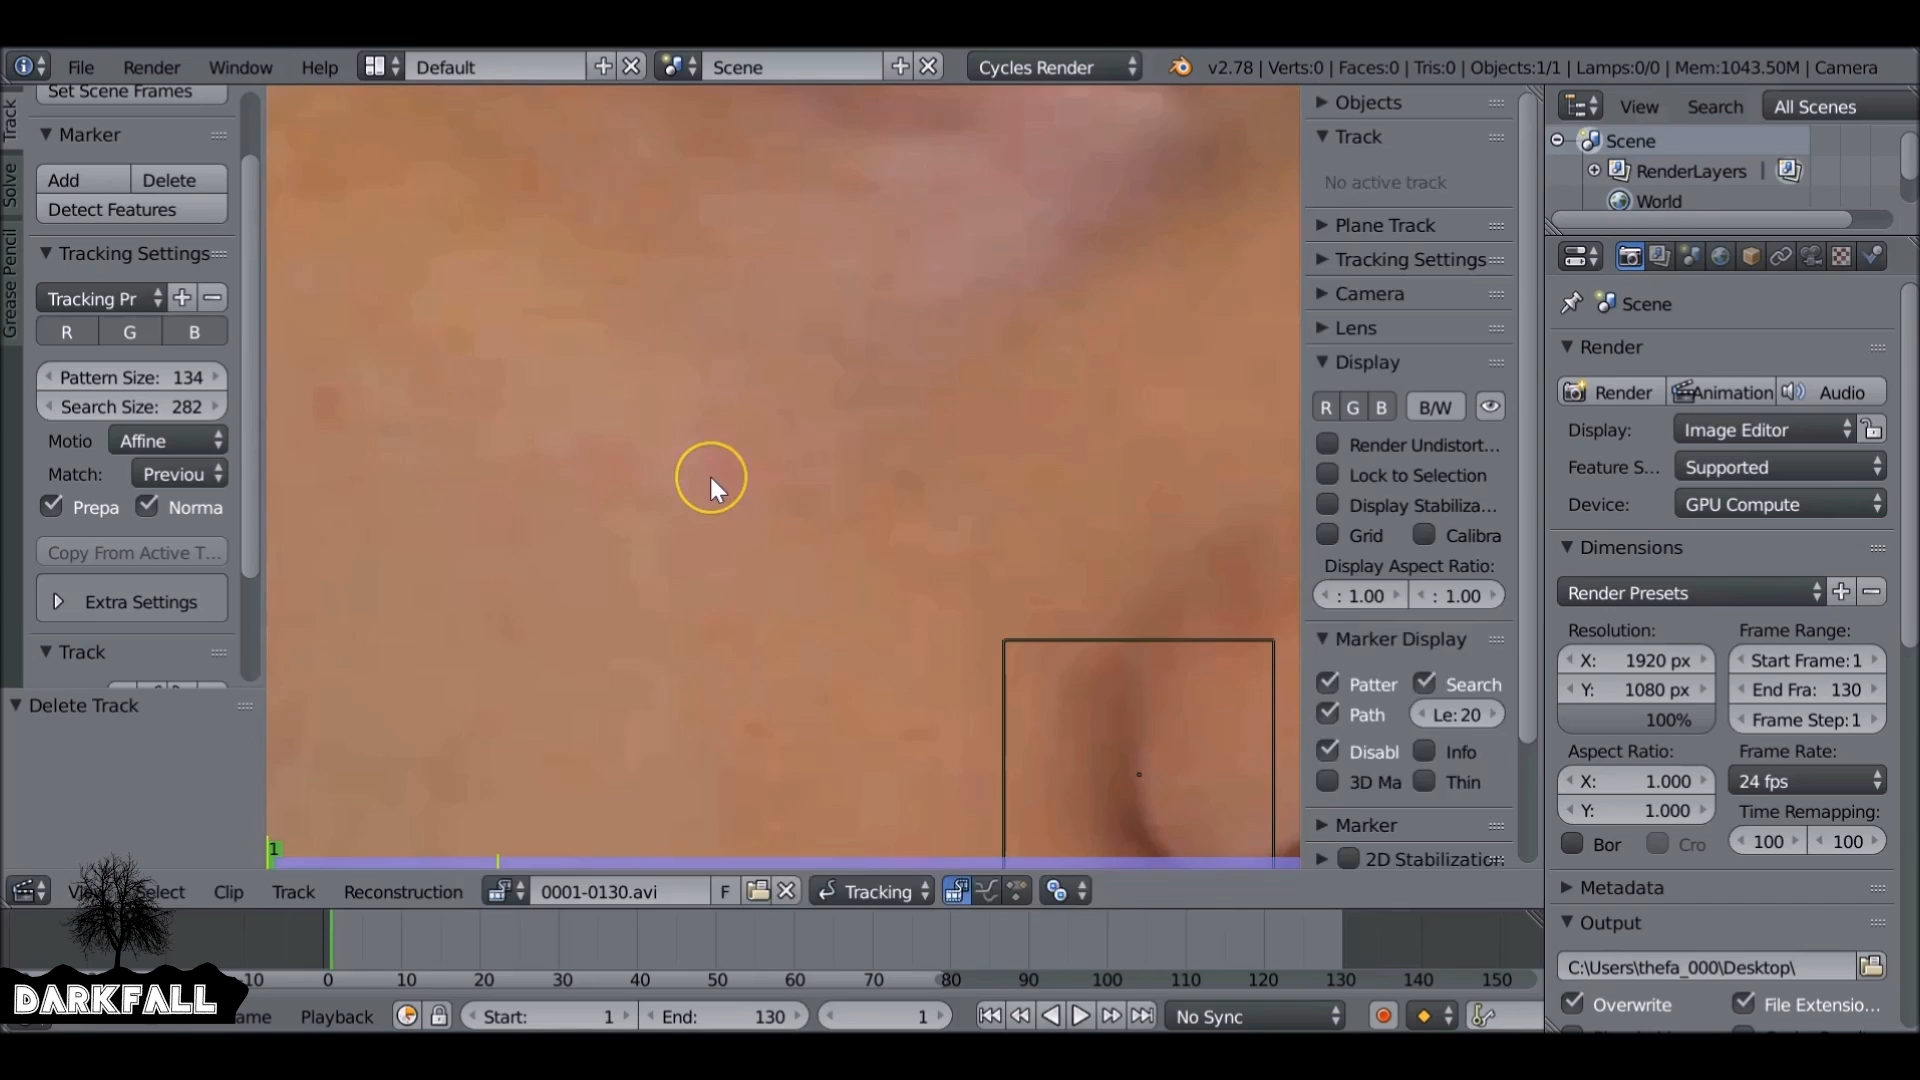 File Render Window Help Default Scene Cycles Render v2.78 | Verts:0 | Faces:0 | Tris:0 | Objects:1/1 | Lamps:0/0 | Mem:1043.50M | Camera
Track
Solve
Grease Pencil
Set Scene Frames
Marker
Add Delete
Detect Features
Tracking Settings
Tracking Pr
R G B
Pattern Size: 134
Search Size: 282
Motio Affine
Match: Previou
Prepa Norma
Copy From Active T...
Extra Settings
Track
Delete Track
1
Objects
Track
No active track
Plane Track
Tracking Settings
Camera
Lens
Display
R G B B/W
Render Undistort...
Lock to Selection
Display Stabiliza...
Grid Calibra
Display Aspect Ratio:
: 1.00 : 1.00
Marker Display
Patter Search
Path Le: 20
Disabl Info
3D Ma Thin
Marker
2D Stabilization
View Search All Scenes
Scene
RenderLayers |
World
Scene
Render
Render Animation Audio
Display: Image Editor
Feature S... Supported
Device: GPU Compute
Dimensions
Render Presets
Resolution: Frame Range:
X: 1920 px Start Frame: 1
Y: 1080 px End Fra: 130
100% Frame Step: 1
Aspect Ratio: Frame Rate:
X: 1.000 24 fps
Y: 1.000 Time Remapping:
Bor Cro 100 100
Metadata
Output
C:\Users\thefa_000\Desktop\
Overwrite File Extensio...
Clip Track Reconstruction 0001-0130.avi F Tracking
-10 0 10 20 30 40 50 60 70 80 90 100 110 120 130 140 150
Playback Start: 1 End: 130 1 No Sync
DARKFALL